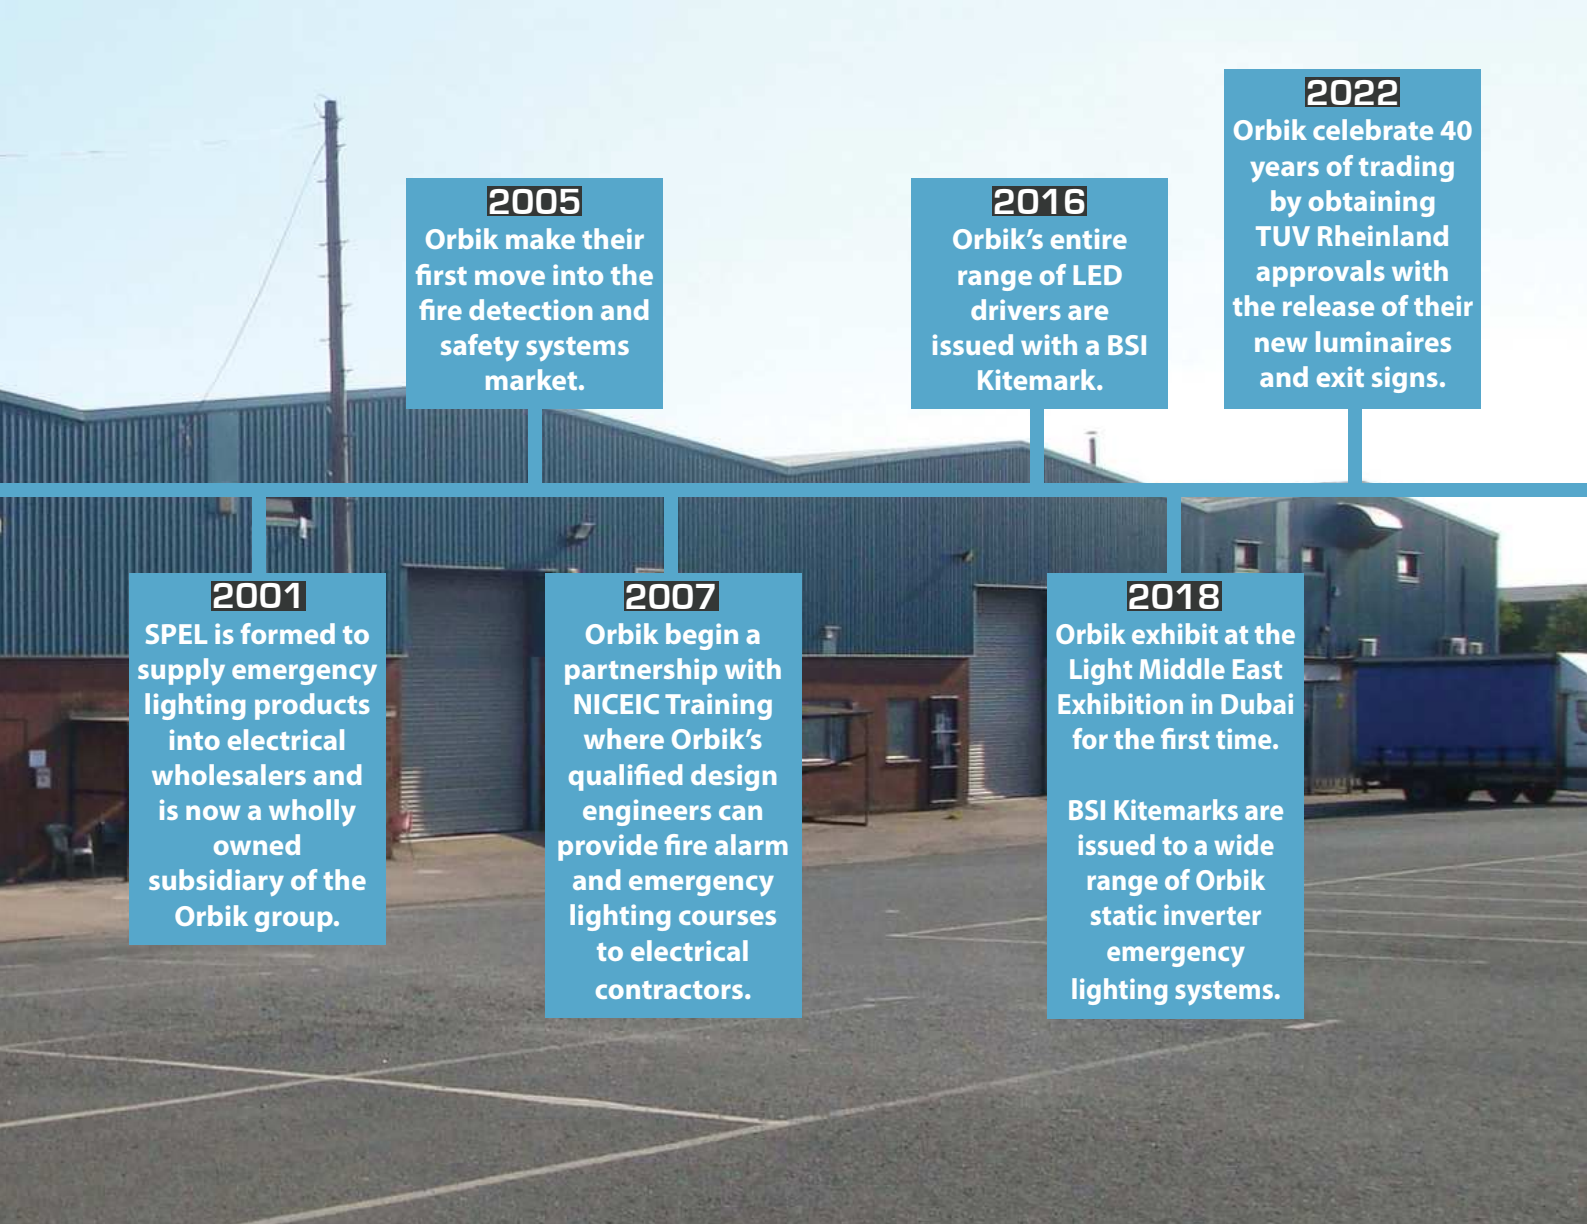 2001
SPEL is formed to
supply emergency
lighting products
into electrical
wholesalers and
is now a wholly
owned
subsidiary of the
Orbik group.
2005
Orbik make their
first move into the
fire detection and
safety systems
market.
2007
Orbik begin a
partnership with
NICEIC Training
where Orbik’s
qualified design
engineers can
provide fire alarm
and emergency
lighting courses
to electrical
contractors.
2016
Orbik’s entire
range of LED
drivers are
issued with a BSI
Kitemark.
2018
Orbik exhibit at the
Light Middle East
Exhibition in Dubai
for the first time.
BSI Kitemarks are
issued to a wide
range of Orbik
static inverter
emergency
lighting systems.
2022
Orbik celebrate 40
years of trading
by obtaining
TUV Rheinland
approvals with
the release of their
new luminaires
and exit signs.